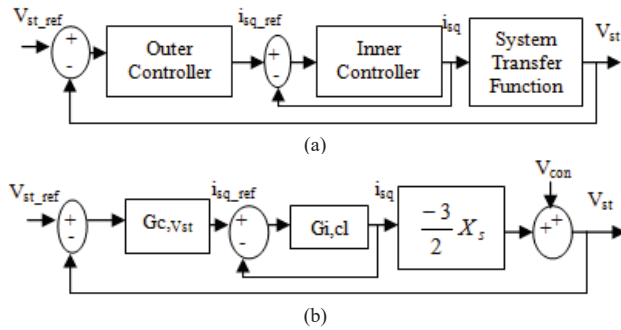 V_st_ref
+
-
Outer
Controller
i_sq_ref
+
-
Inner
Controller
i_sq
System
Transfer
Function
V_st
(a)
V_st_ref
+
-
Gc,_Vst
i_sq_ref
+
-
Gi,cl
i_sq
-3
2
X_s
V_con
+
+
V_st
(b)